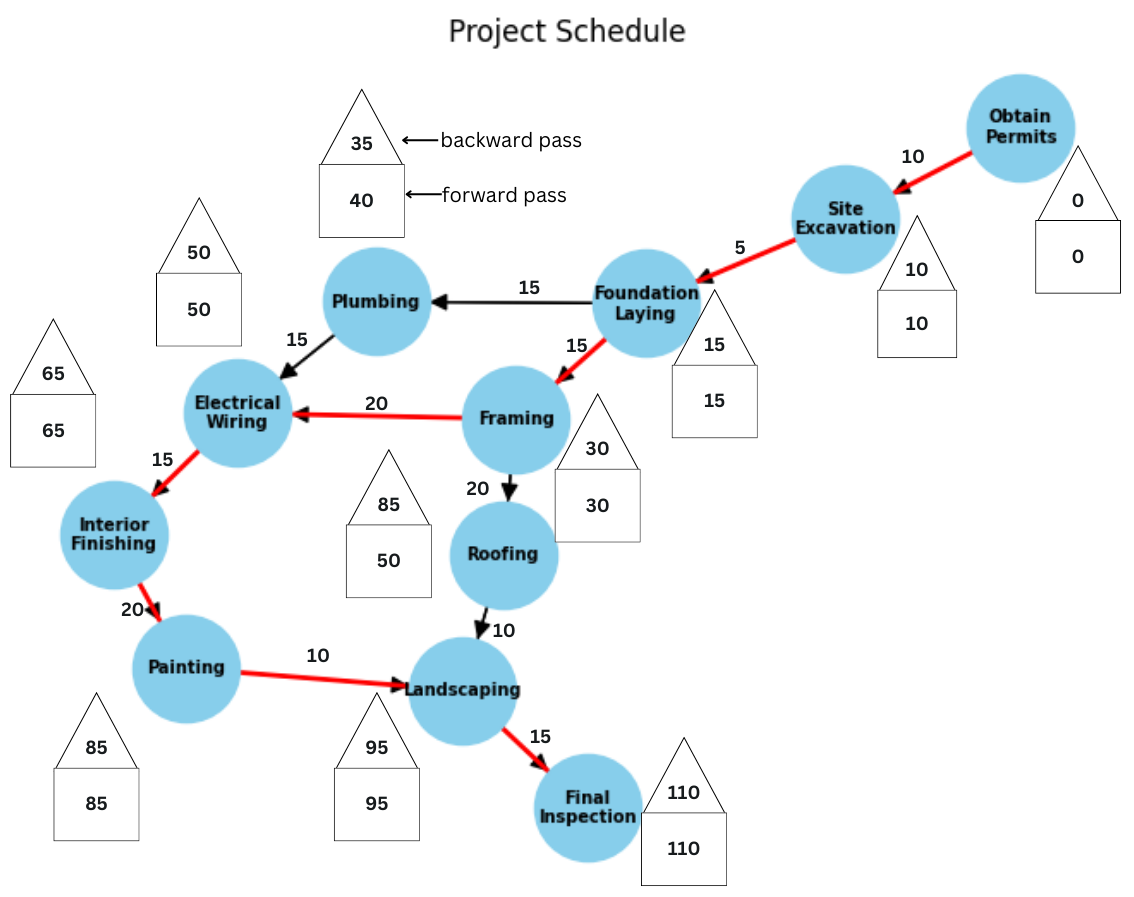 Project Schedule
Obtain
Permits
0
0
10
Site
Excavation
10
10
5
Foundation
Laying
15
15
15
Plumbing
35
backward pass
40
forward pass
15
Framing
30
30
15
Electrical
Wiring
50
50
20
20
Roofing
85
50
15
Interior
Finishing
65
65
20
Painting
85
85
10
10
Landscaping
95
95
15
Final
Inspection
110
110